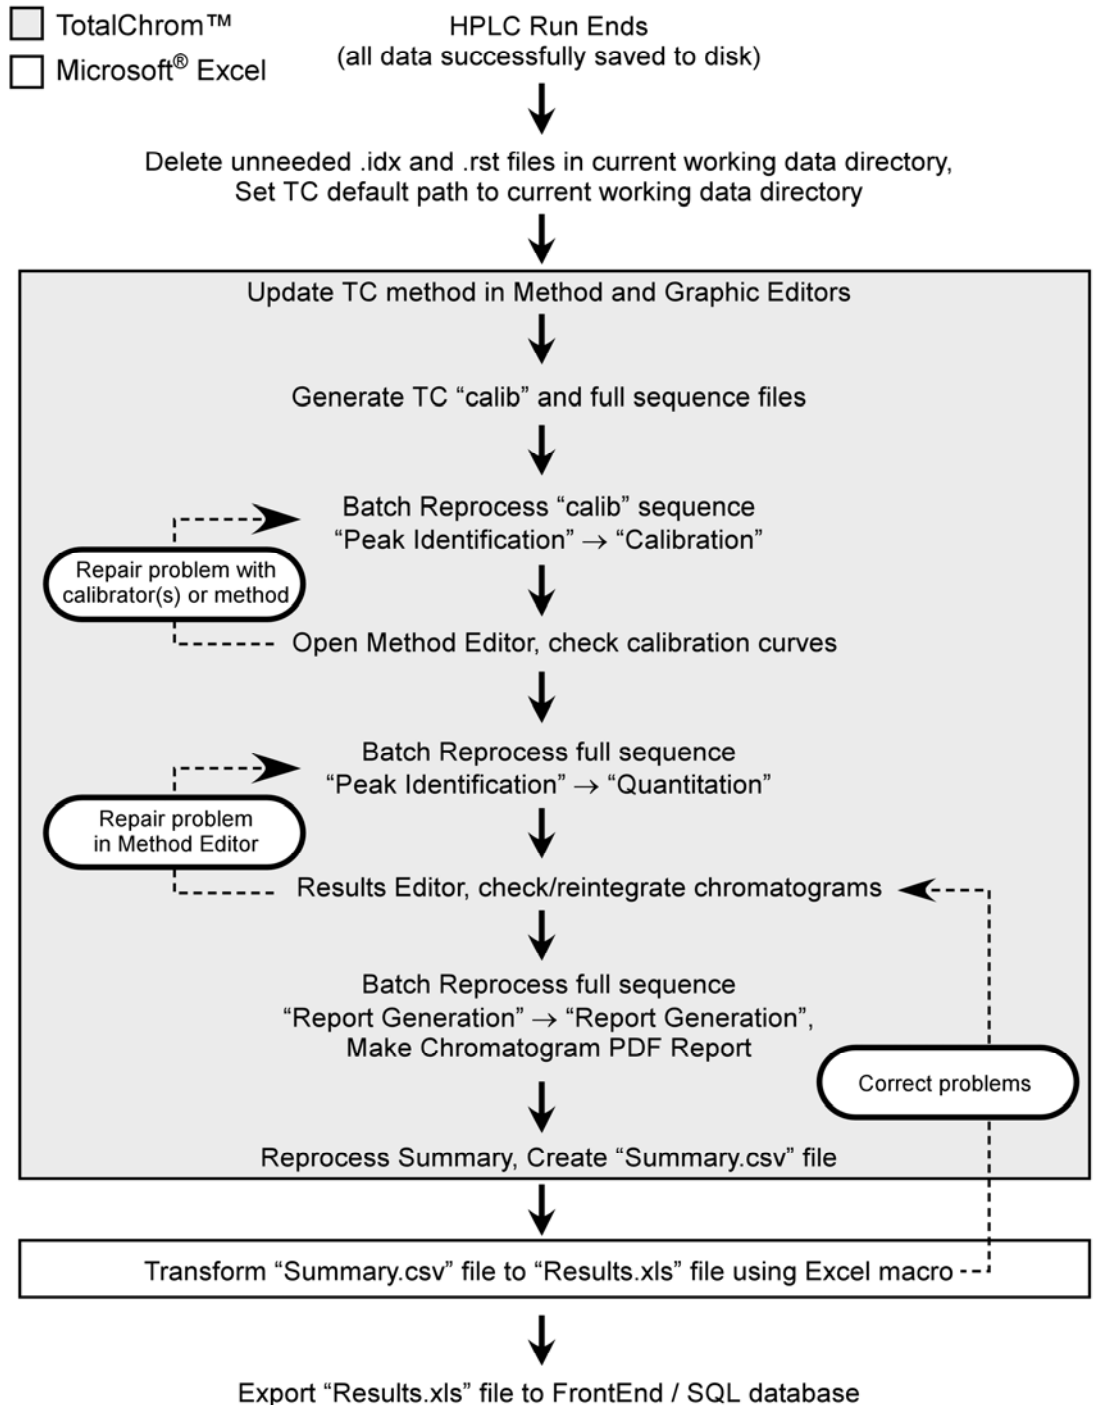 TotalChrom™
Microsoft® Excel
HPLC Run Ends
(all data successfully saved to disk)
Delete unneeded .idx and .rst files in current working data directory,
Set TC default path to current working data directory
Update TC method in Method and Graphic Editors
Generate TC “calib” and full sequence files
Batch Reprocess “calib” sequence
“Peak Identification” → “Calibration”
Repair problem with
calibrator(s) or method
Open Method Editor, check calibration curves
Batch Reprocess full sequence
“Peak Identification” → “Quantitation”
Repair problem
in Method Editor
Results Editor, check/reintegrate chromatograms
Batch Reprocess full sequence
“Report Generation” → “Report Generation”,
Make Chromatogram PDF Report
Correct problems
Reprocess Summary, Create “Summary.csv” file
Transform “Summary.csv” file to “Results.xls” file using Excel macro
Export “Results.xls” file to FrontEnd / SQL database